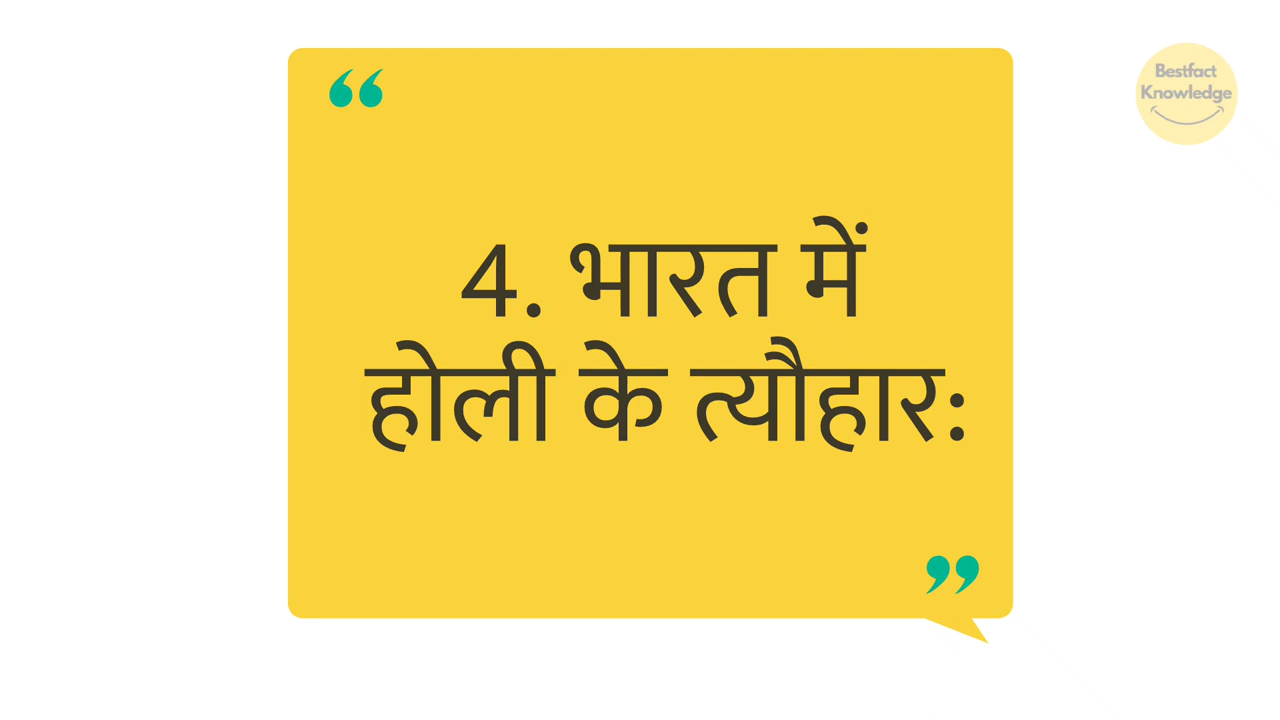 Bestfact
Knowledge
4. भारत में
होली के त्यौहार: